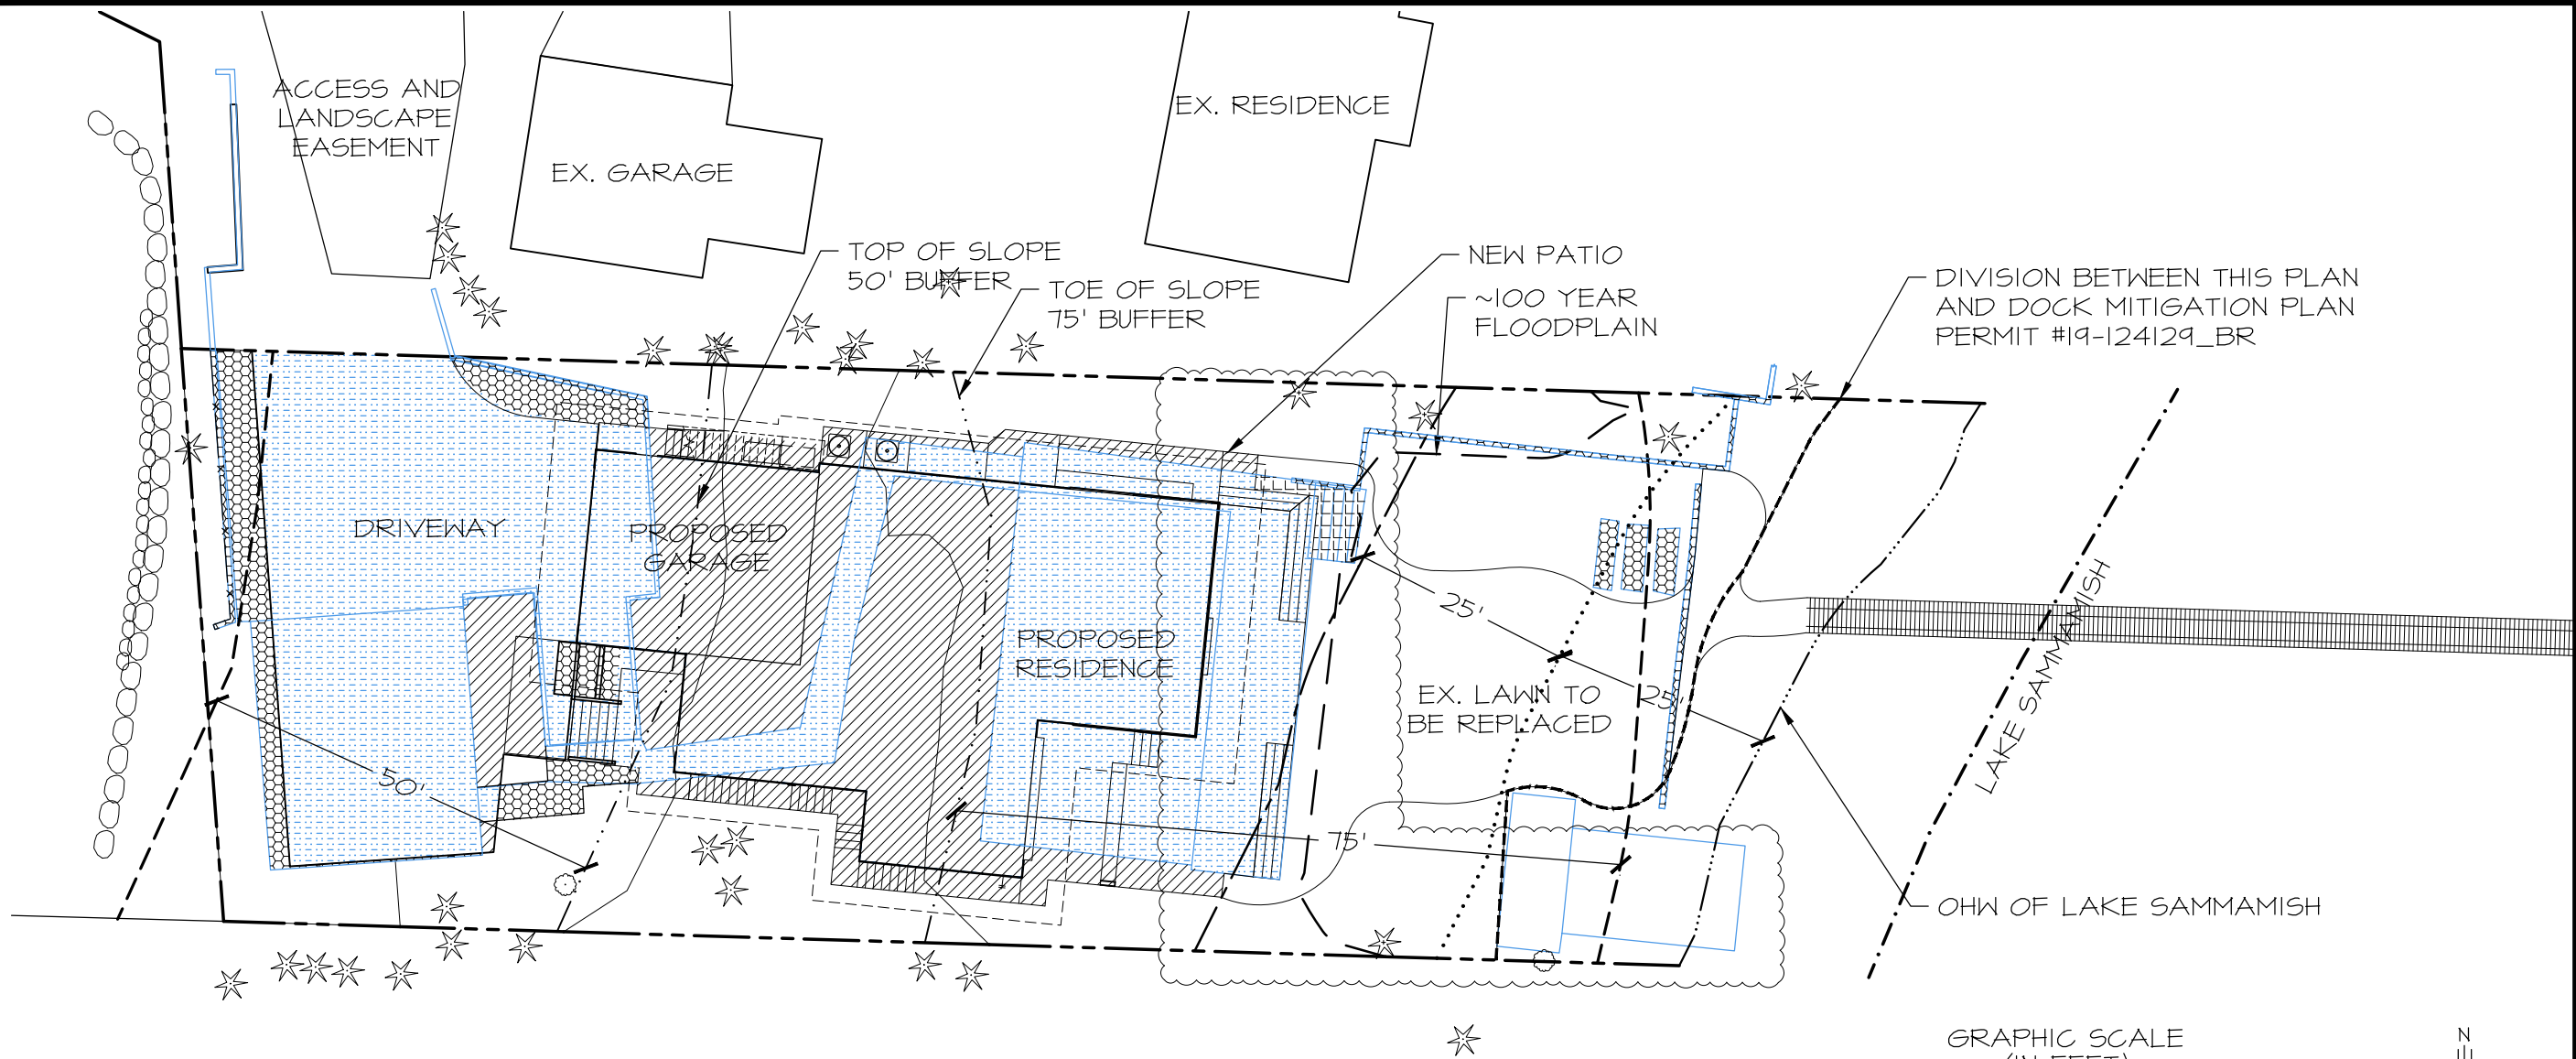 ACCESS AND
LANDSCAPE
EASEMENT
EX. GARAGE
EX. RESIDENCE
TOP OF SLOPE
50' BUFFER
TOE OF SLOPE
75' BUFFER
NEW PATIO
~100 YEAR
FLOODPLAIN
DIVISION BETWEEN THIS PLAN
AND DOCK MITIGATION PLAN
PERMIT #19-124129_BR
DRIVEWAY
PROPOSED
GARAGE
PROPOSED
RESIDENCE
25'
25'
EX. LAWN TO
BE REPLACED
LAKE SAMMAMISH
50'
75'
OHW OF LAKE SAMMAMISH
GRAPHIC SCALE
(IN FEET)
N